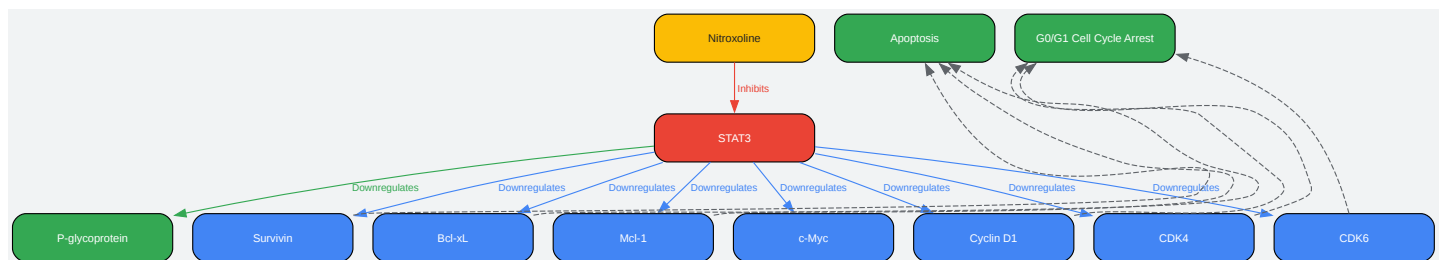 Nitroxoline
Apoptosis
G0/G1 Cell Cycle Arrest
Inhibits
STAT3
Downregulates
Downregulates
Downregulates
Downregulates
Downregulates
Downregulates
Downregulates
Downregulates
P-glycoprotein
Survivin
Bcl-xL
Mcl-1
c-Myc
Cyclin D1
CDK4
CDK6